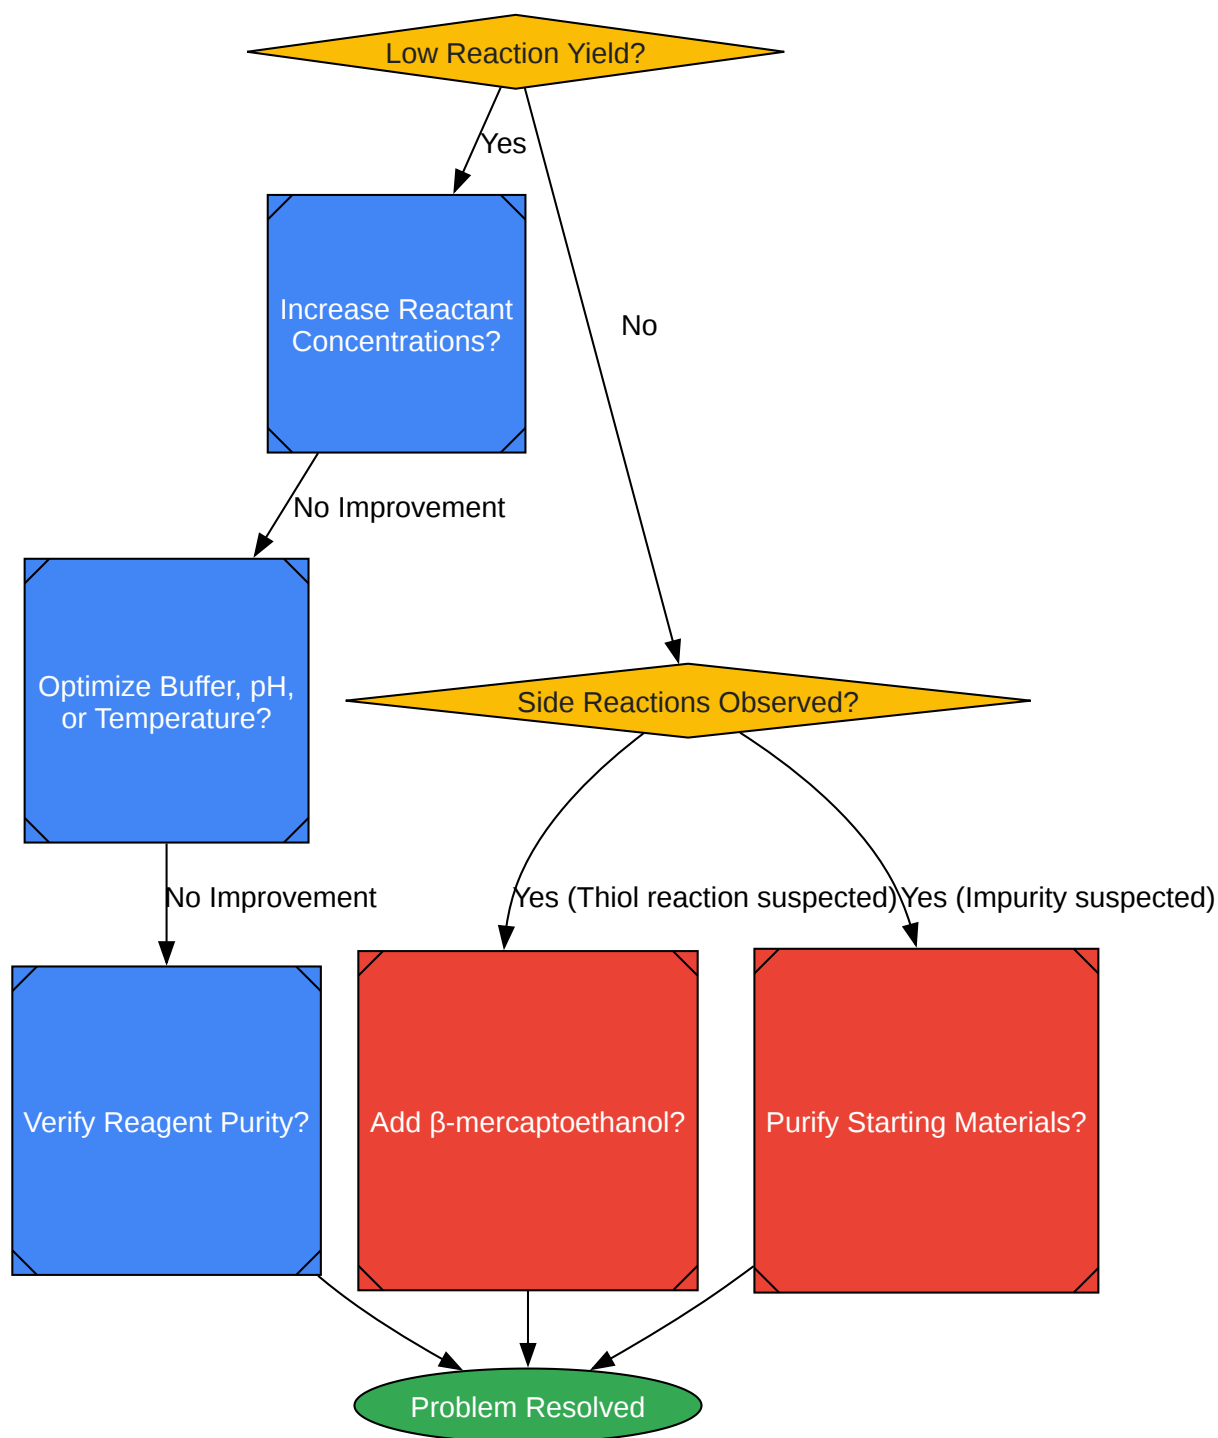 Low Reaction Yield?
Yes
Increase Reactant
Concentrations?
No
No Improvement
Optimize Buffer, pH,
or Temperature?
Side Reactions Observed?
No Improvement
Yes (Thiol reaction suspected)
Yes (Impurity suspected)
Verify Reagent Purity?
Add β-mercaptoethanol?
Purify Starting Materials?
Problem Resolved